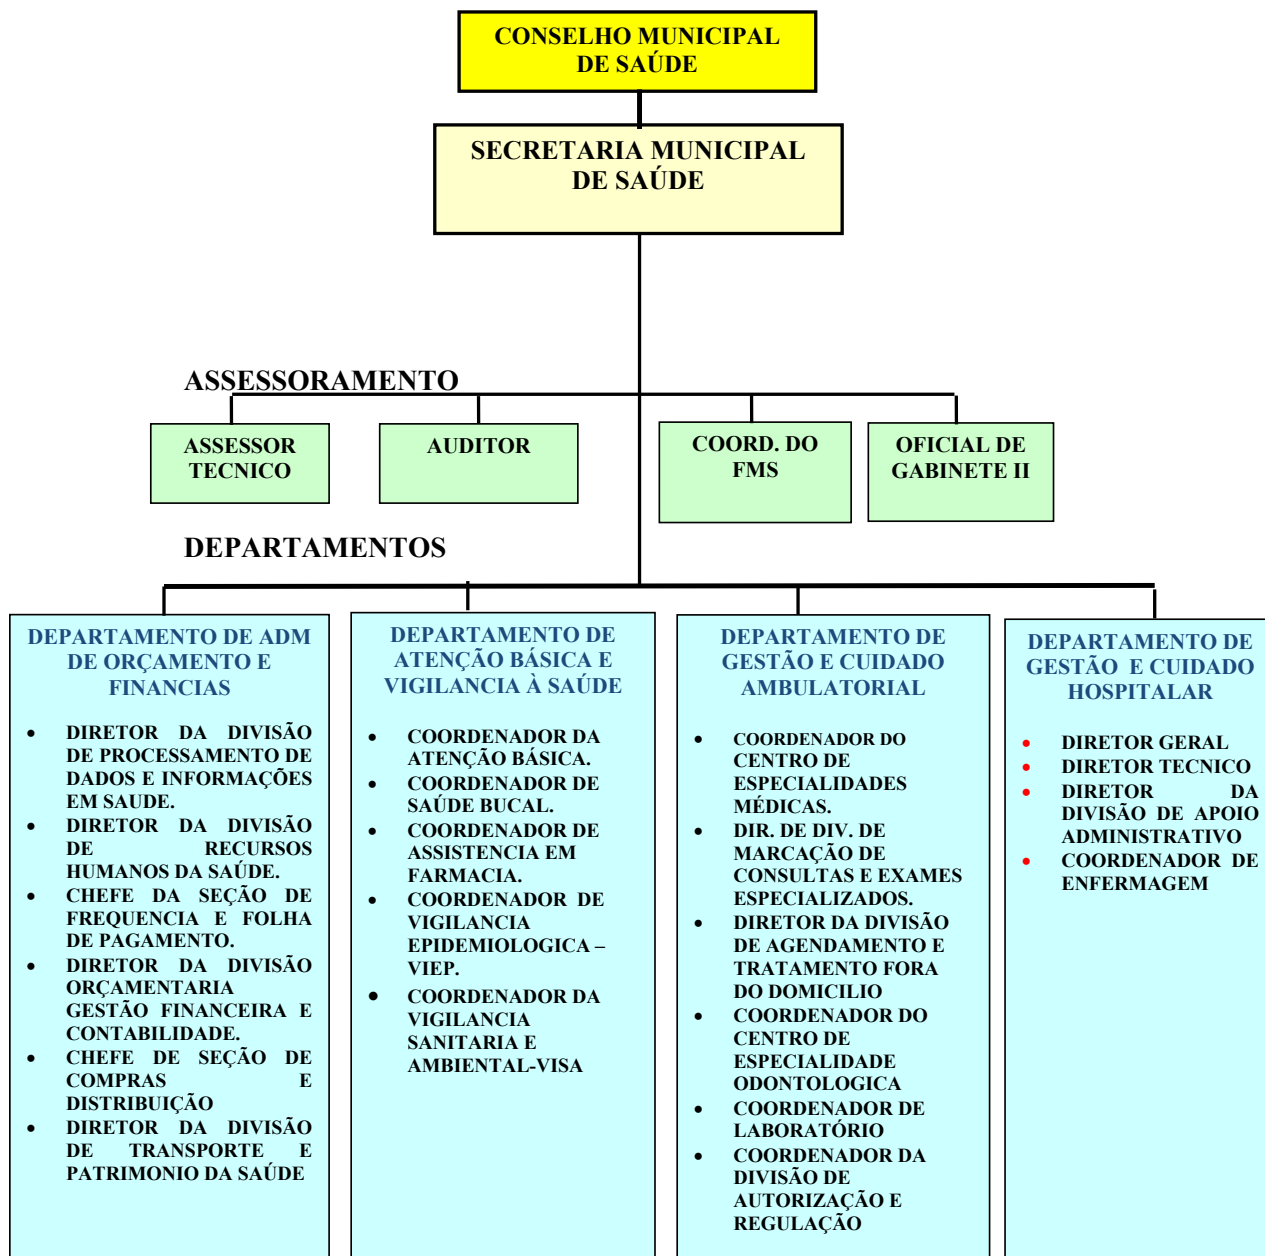 CONSELHO MUNICIPAL
DE SAÚDE
SECRETARIA MUNICIPAL
DE SAÚDE
ASSESSORAMENTO
ASSESSOR
TECNICO
AUDITOR
COORD. DO
FMS
OFICIAL DE
GABINETE II
DEPARTAMENTOS
DEPARTAMENTO DE ADM
DE ORÇAMENTO E
FINANCIAS
• DIRETOR DA DIVISÃO
DE PROCESSAMENTO DE
DADOS E INFORMAÇÕES
EM SAUDE.
• DIRETOR DA DIVISÃO
DE RECURSOS
HUMANOS DA SAÚDE.
• CHEFE DA SEÇÃO DE
FREQUENCIA E FOLHA
DE PAGAMENTO.
• DIRETOR DA DIVISÃO
ORÇAMENTARIA
GESTÃO FINANCEIRA E
CONTABILIDADE.
• CHEFE DE SEÇÃO DE
COMPRAS E
DISTRIBUIÇÃO
• DIRETOR DA DIVISÃO
DE TRANSPORTE E
PATRIMONIO DA SAÚDE
DEPARTAMENTO DE
ATENÇÃO BÁSICA E
VIGILANCIA À SAÚDE
• COORDENADOR DA
ATENÇÃO BÁSICA.
• COORDENADOR DE
SAÚDE BUCAL.
• COORDENADOR DE
ASSISTENCIA EM
FARMACIA.
• COORDENADOR DE
VIGILANCIA
EPIDEMIOLOGICA –
VIEP.
• COORDENADOR DA
VIGILANCIA
SANITARIA E
AMBIENTAL-VISA
DEPARTAMENTO DE
GESTÃO E CUIDADO
AMBULATORIAL
• COORDENADOR DO
CENTRO DE
ESPECIALIDADES
MÉDICAS.
• DIR. DE DIV. DE
MARCAÇÃO DE
CONSULTAS E EXAMES
ESPECIALIZADOS.
• DIRETOR DA DIVISÃO
DE AGENDAMENTO E
TRATAMENTO FORA
DO DOMICILIO
• COORDENADOR DO
CENTRO DE
ESPECIALIDADE
ODONTOLOGICA
• COORDENADOR DE
LABORATÓRIO
• COORDENADOR DA
DIVISÃO DE
AUTORIZAÇÃO E
REGULAÇÃO
DEPARTAMENTO DE
GESTÃO E CUIDADO
HOSPITALAR
• DIRETOR GERAL
• DIRETOR TECNICO
• DIRETOR DA
DIVISÃO DE APOIO
ADMINISTRATIVO
• COORDENADOR DE
ENFERMAGEM